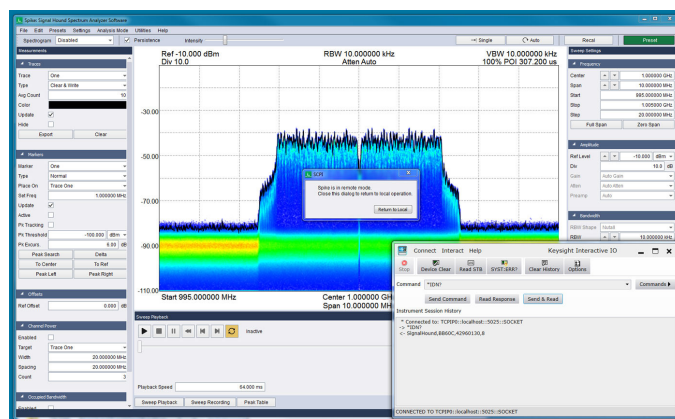 Spike: Signal Hound Spectrum Analyzer Software
File Edit Presets Settings Analysis Mode Utilities Help
Spectrogram Disabled Persistence Intensity Single Auto Recal Preset
Measurements
Traces
Trace One
Type Clear & Write
Avg Count 10
Color
Update
Hide
Export Clear
Markers
Marker One
Type Normal
Place On Trace One
Set Freq 1.000000 MHz
Update
Active
Pk Tracking
Pk Threshold -100.000 dBm
Pk Excurs. 6.00 dB
Peak Search Delta
To Center To Ref
Peak Left Peak Right
Offsets
Ref Offset 0.000 dB
Channel Power
Enabled
Target Trace One
Width 20.000000 MHz
Spacing 20.000000 MHz
Count 3
Occupied Bandwidth
Enabled
Ref -10.000 dBm RBW 10.000000 kHz VBW 10.000000 kHz
Div 10.0 Atten Auto 100% POI 307.200 us
-30.00
-50.00
-70.00
-90.00
-110.00
Start 995.000000 MHz Center 1.000000 GH
Span 10.000000 MH
SCPI
Spike is in remote mode.
Close this dialog to return to local operation.
Return to Local
Sweep Playback
Inactive
Playback Speed 64.000 ms
Sweep Playback Sweep Recording Peak Table
Sweep Settings
Frequency
Center 1.000000 GHz
Span 10.000000 MHz
Start 995.000000 MHz
Stop 1.005000 GHz
Step 20.000000 MHz
Full Span Zero Span
Amplitude
Ref Level -10.000 dBm
Div 10.0 dB
Gain Auto Gain
Atten Auto Atten
Preamp Auto
Bandwidth
RBW Shape Nutall
RBW 10.000000 kHz
Connect Interact Help Keysight Interactive IO
Stop Device Clear Read STB SYST:ERR? Clear History Options
Command *IDN? Commands
Send Command Read Response Send & Read
Instrument Session History
* Connected to: TCPIP0::localhost::5025::SOCKET
-> *IDN?
<- SignalHound,BB60C,42960130,8
CONNECTED TO TCPIP0::localhost::5025::SOCKET